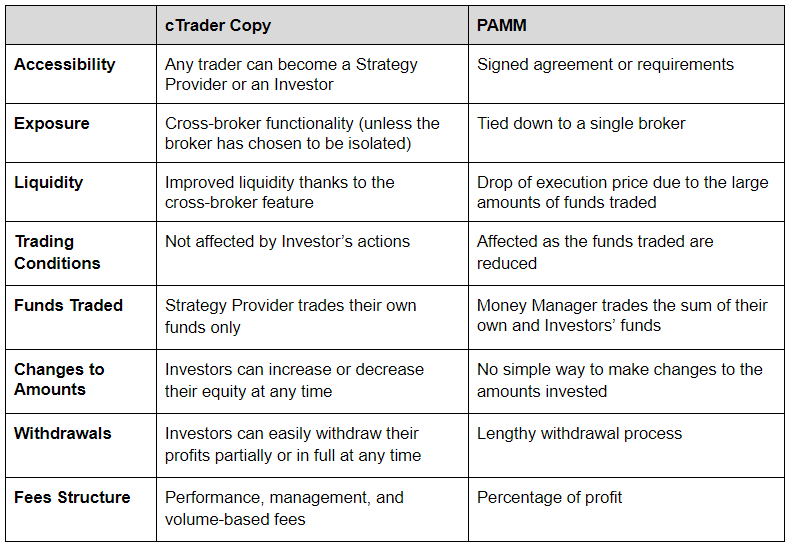 cTrader Copy
PAMM
Accessibility
Any trader can become a Strategy
Provider or an Investor
Signed agreement or requirements
Exposure
Cross-broker functionality (unless the
broker has chosen to be isolated)
Tied down to a single broker
Liquidity
Improved liquidity thanks to the
cross-broker feature
Drop of execution price due to the large
amounts of funds traded
Trading
Conditions
Not affected by Investor’s actions
Affected as the funds traded are
reduced
Funds Traded
Strategy Provider trades their own
funds only
Money Manager trades the sum of their
own and Investors’ funds
Changes to
Amounts
Investors can increase or decrease
their equity at any time
No simple way to make changes to the
amounts invested
Withdrawals
Investors can easily withdraw their
profits partially or in full at any time
Lengthy withdrawal process
Fees Structure
Performance, management, and
volume-based fees
Percentage of profit